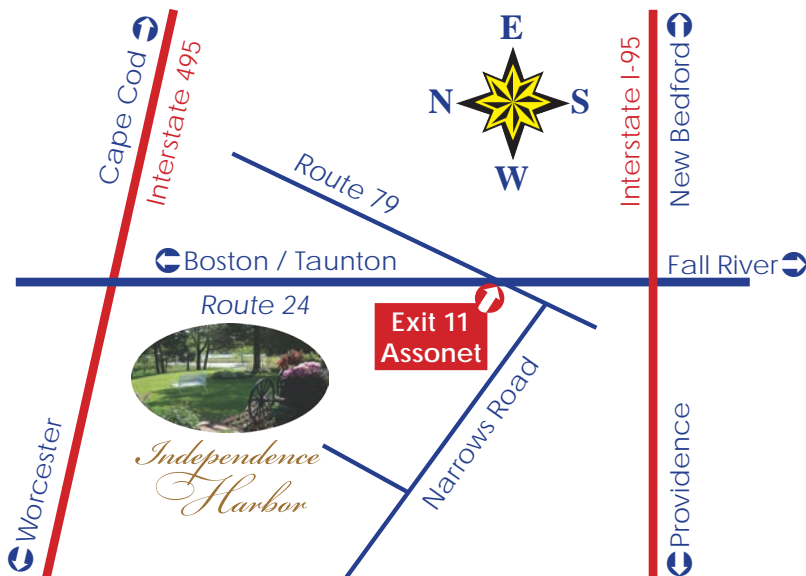 E
N
S
W
Cape Cod
Interstate 495
Interstate I-95
New Bedford
Route 79
Boston / Taunton
Fall River
Route 24
Exit 11
Assonet
Narrows Road
Independence
Harbor
Worcester
Providence